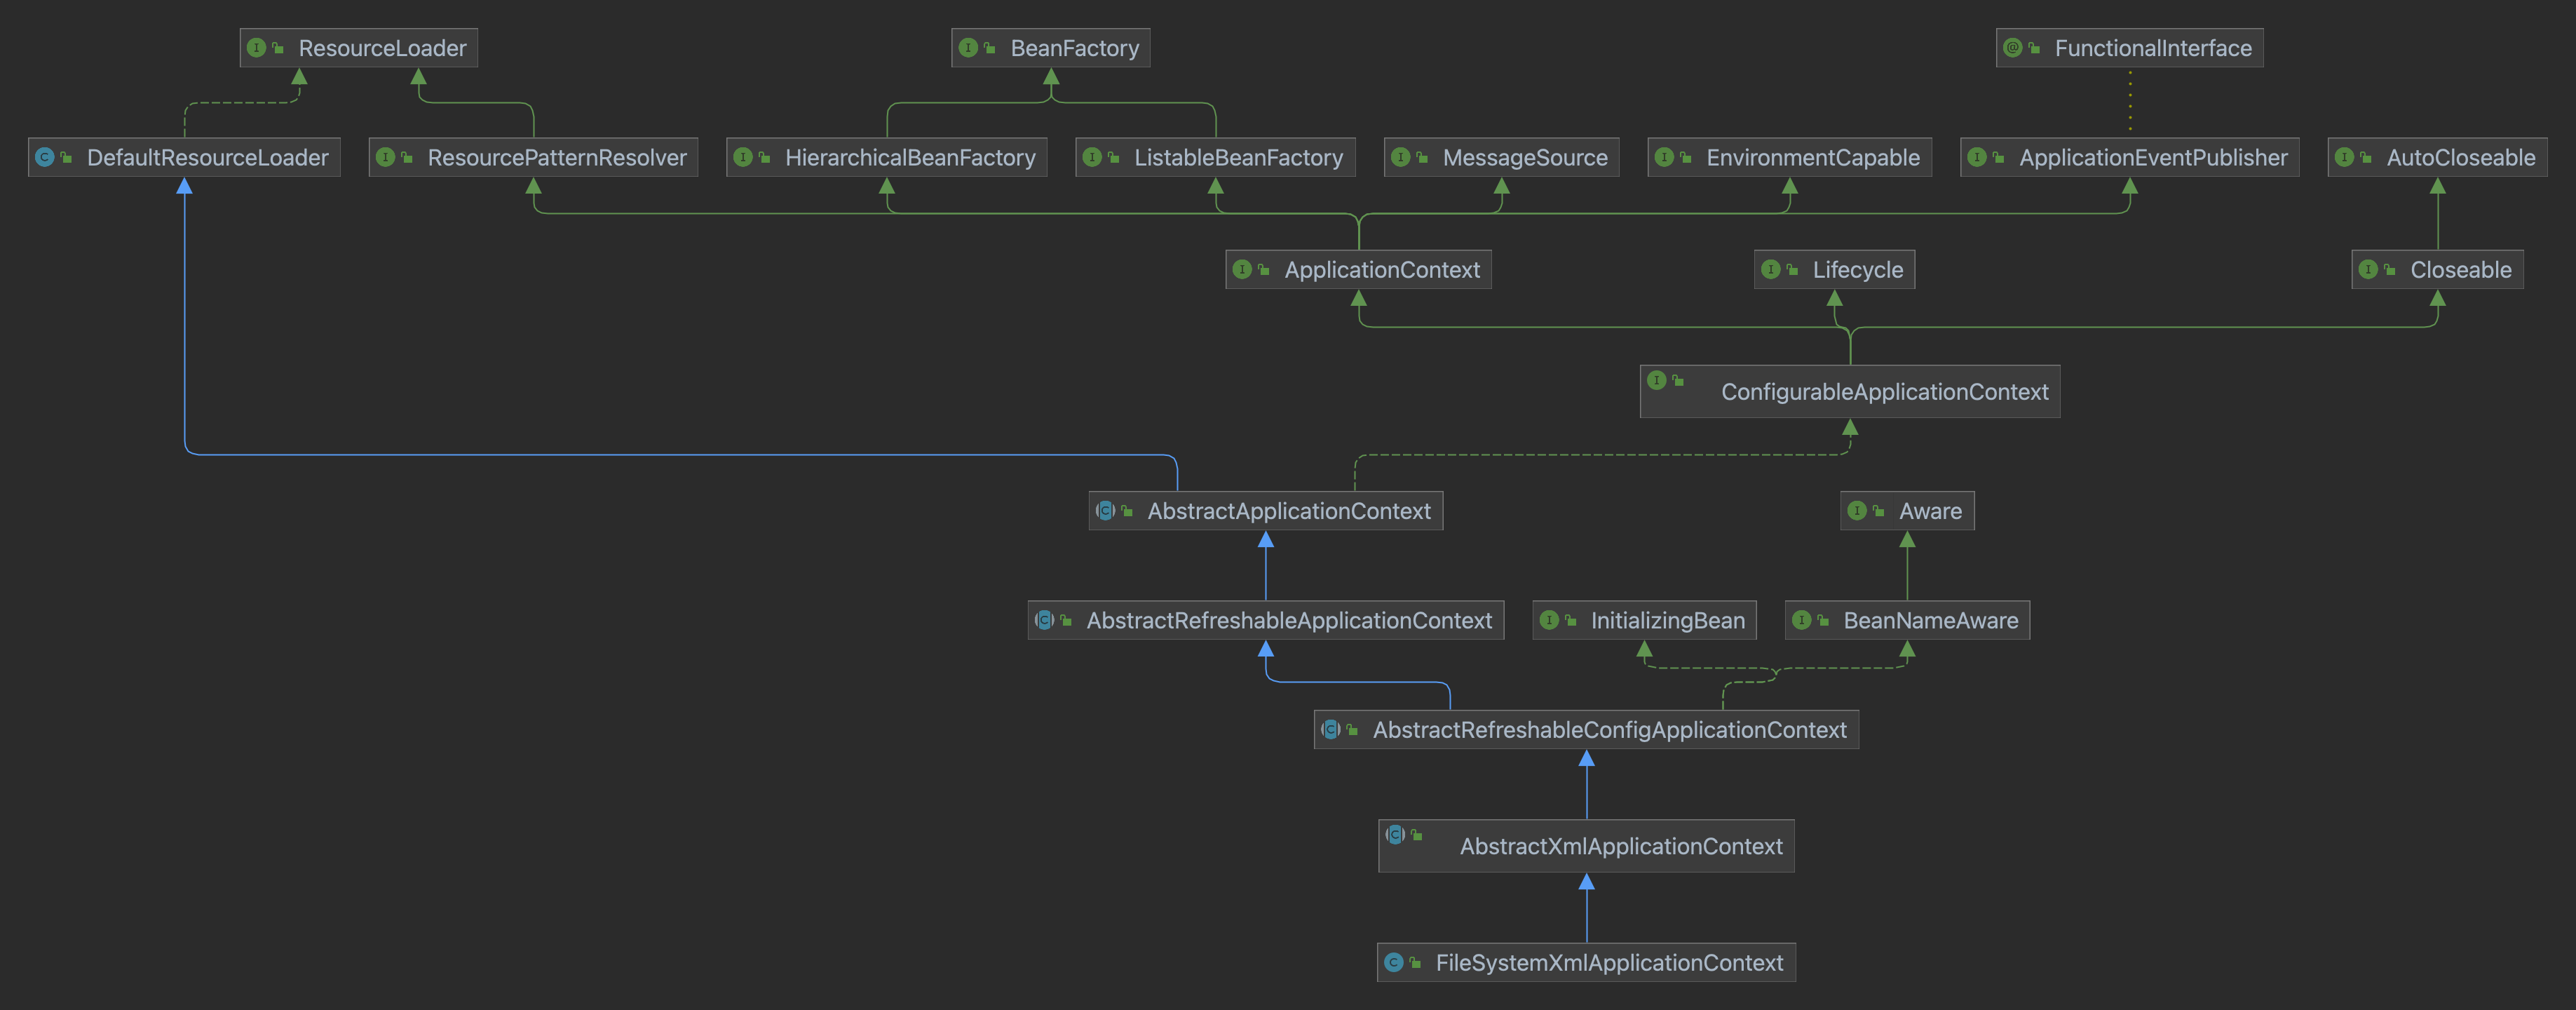 ResourceLoader
BeanFactory
FunctionalInterface
DefaultResourceLoader
ResourcePatternResolver
HierarchicalBeanFactory
ListableBeanFactory
MessageSource
EnvironmentCapable
ApplicationEventPublisher
AutoCloseable
ApplicationContext
Lifecycle
Closeable
ConfigurableApplicationContext
AbstractApplicationContext
Aware
AbstractRefreshableApplicationContext
InitializingBean
BeanNameAware
AbstractRefreshableConfigApplicationContext
AbstractXmlApplicationContext
FileSystemXmlApplicationContext